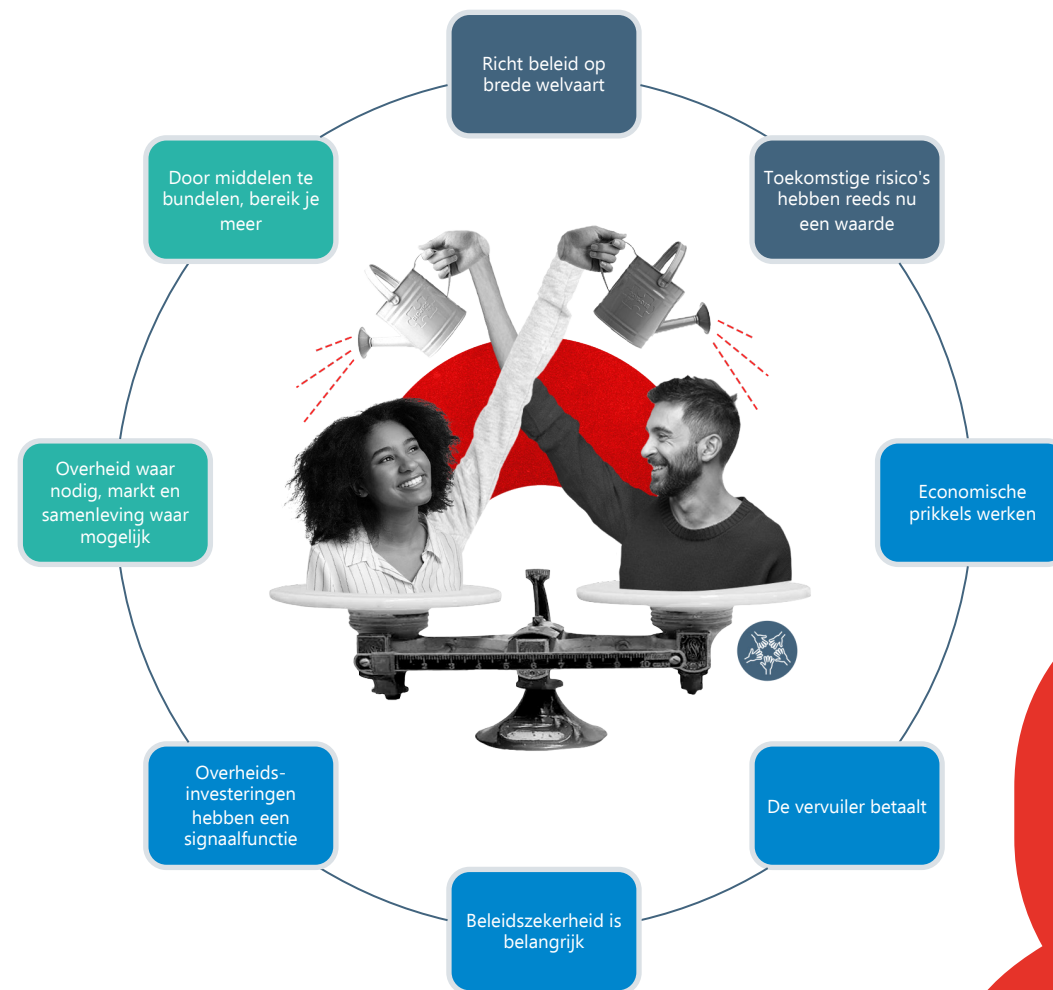 Richt beleid op
brede welvaart
Toekomstige risico's
hebben reeds nu
een waarde
Economische
prikkels werken
De vervuiler betaalt
Beleidszekerheid is
belangrijk
Overheids-
investeringen
hebben een
signaalfunctie
Overheid waar
nodig, markt en
samenleving waar
mogelijk
Door middelen te
bundelen, bereik je
meer